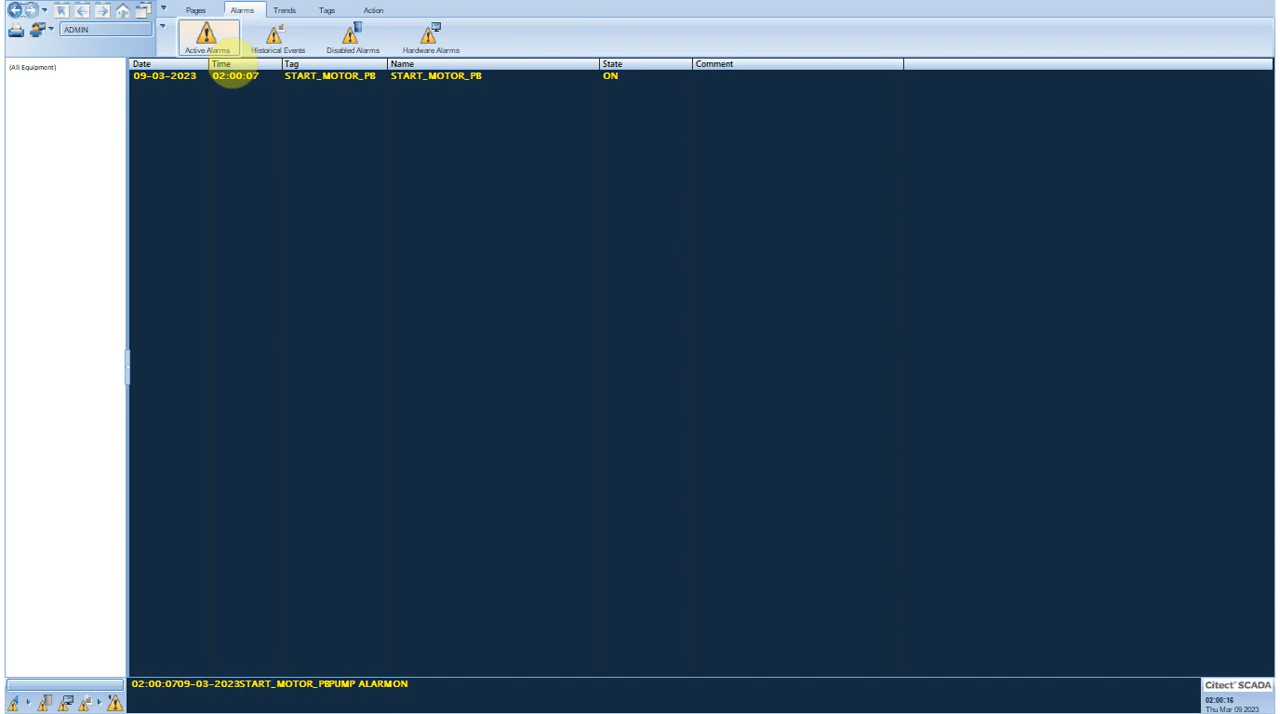 Pages Alarms Trends Tags Action
ADMIN
Active Alarms Historical Events Disabled Alarms Hardware Alarms
(All Equipment)
Date Time Tag Name State Comment
09-03-2023 02:00:07 START_MOTOR_PB START_MOTOR_PB ON
02:00:0709-03-2023START_MOTOR_PBPUMP ALARMON
Citect SCADA
02:00:16
Thu Mar 09 2023